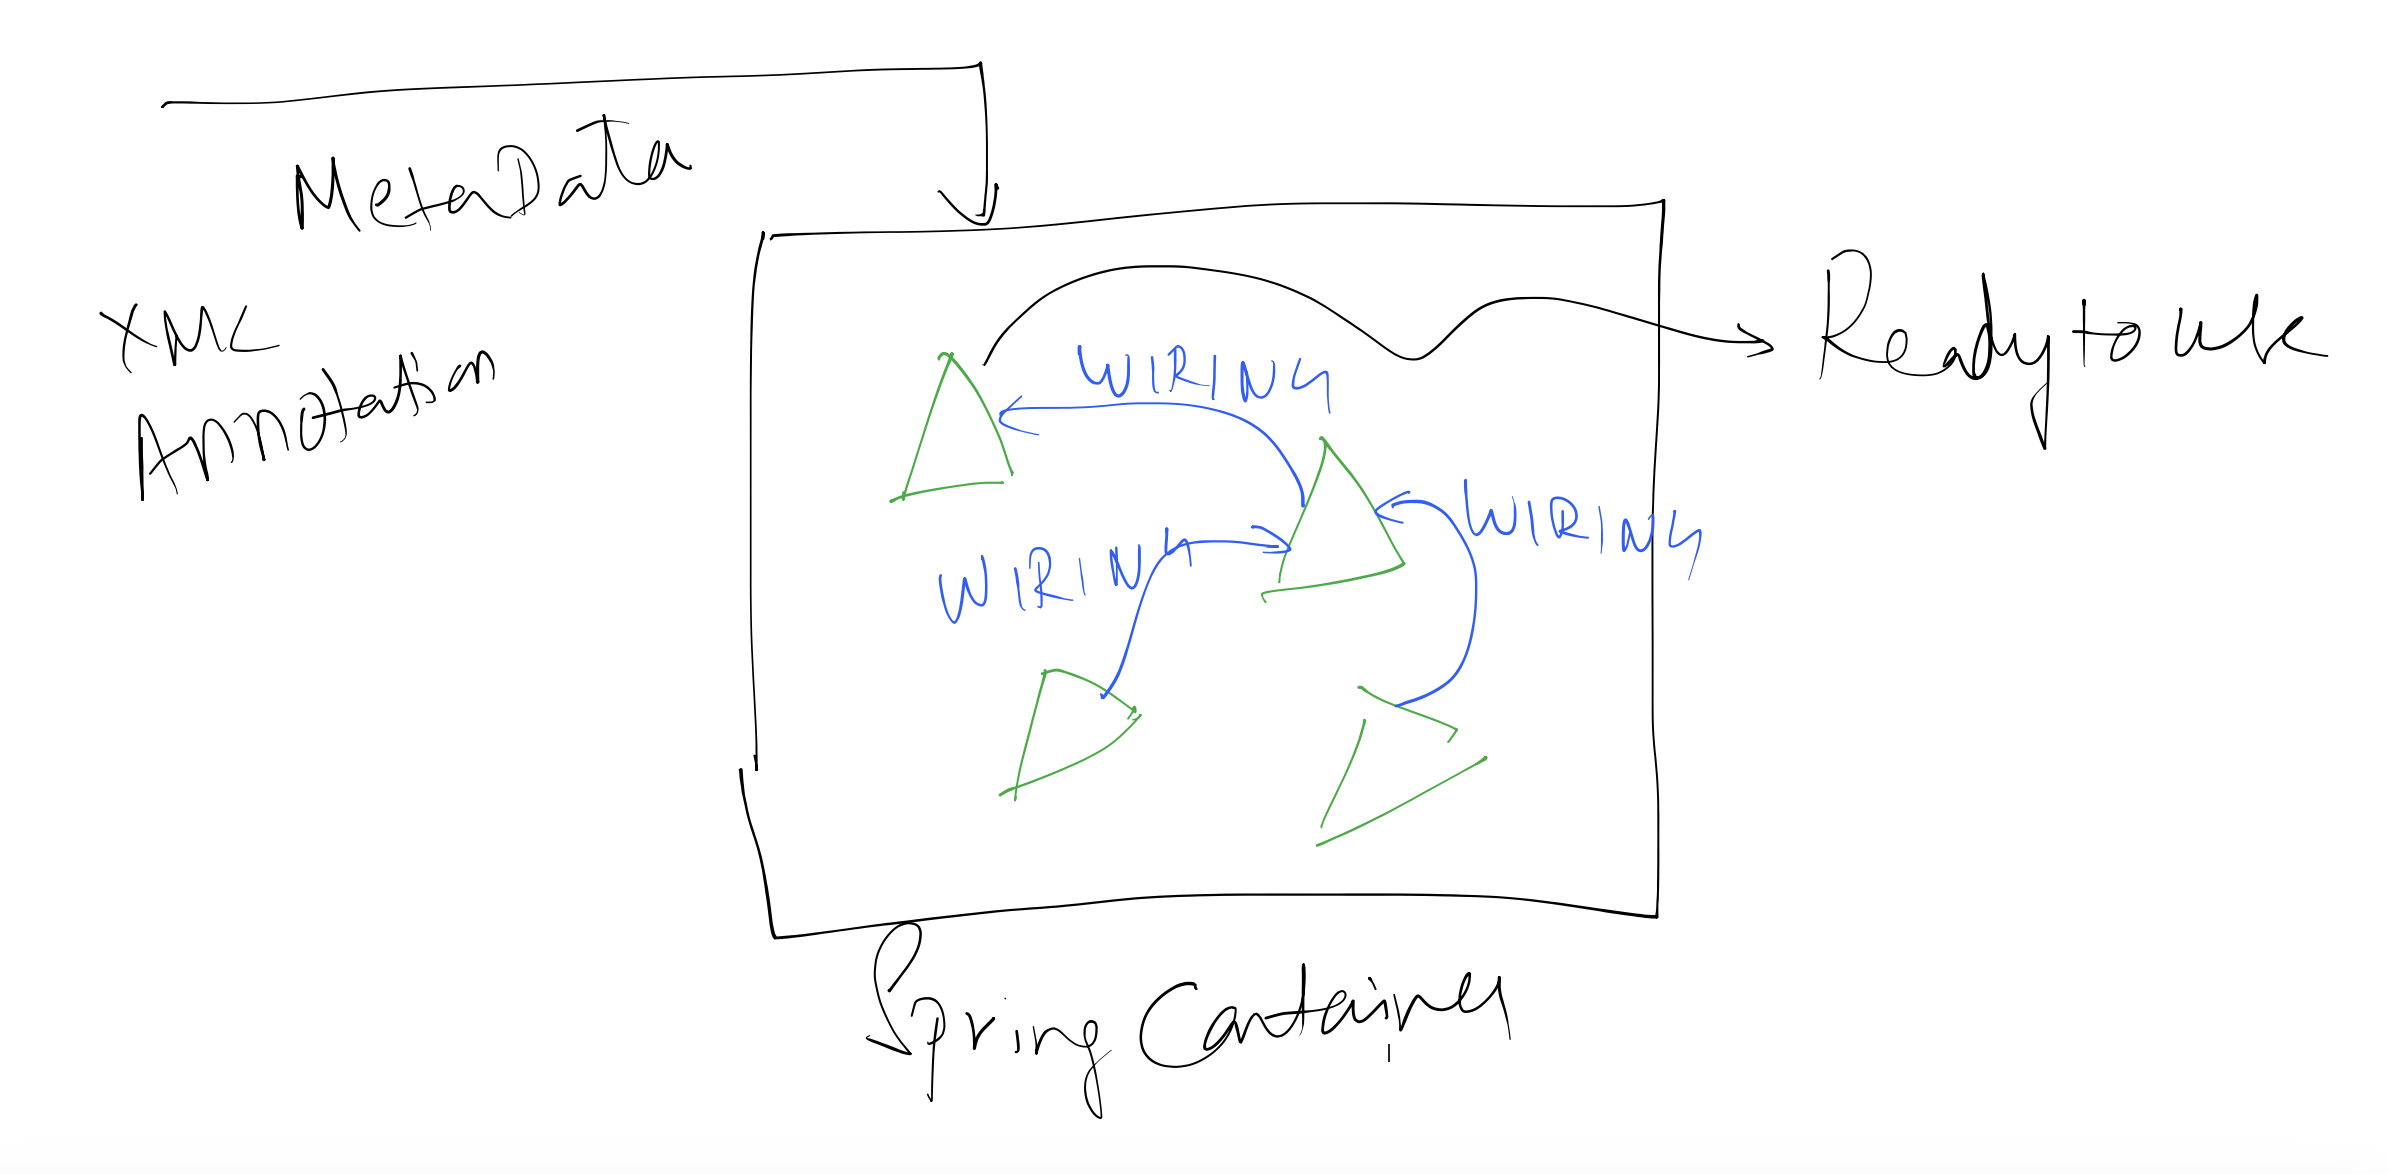 MetaData
XML
Annotation
Ready to use
WIRING
WIRING
WIRING
Spring Container